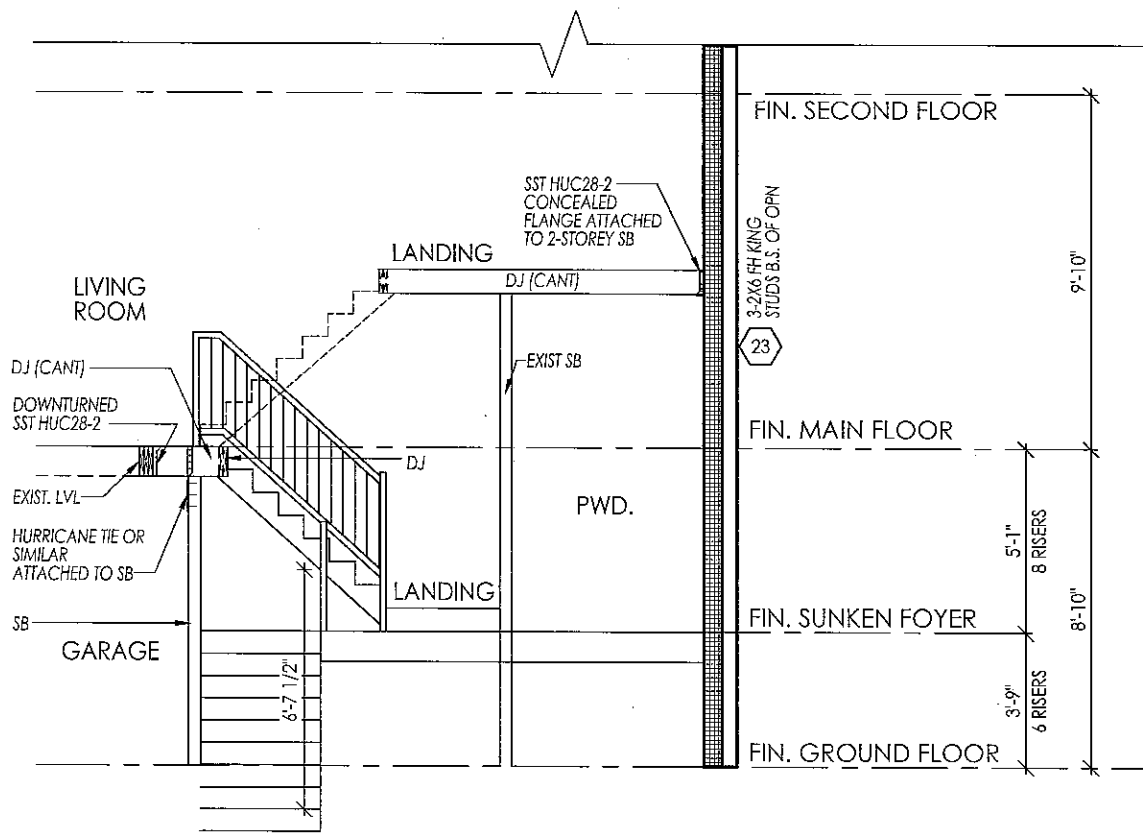 FIN. SECOND FLOOR
SST HUC28-2
CONCEALED
FLANGE ATTACHED
TO 2-STOREY SB
3-2X6 FH KING
STUDS B.S. OF OPN
23
9'-10"
LANDING
DJ (CANT)
LIVING
ROOM
EXIST SB
DJ (CANT)
DOWNTURNED
SST HUC28-2
FIN. MAIN FLOOR
DJ
EXIST. LVL
PWD.
HURRICANE TIE OR
SIMILAR
ATTACHED TO SB
5'-1"
8 RISERS
LANDING
FIN. SUNKEN FOYER
8'-10"
SB
GARAGE
6'-7 1/2"
3'-9"
6 RISERS
FIN. GROUND FLOOR